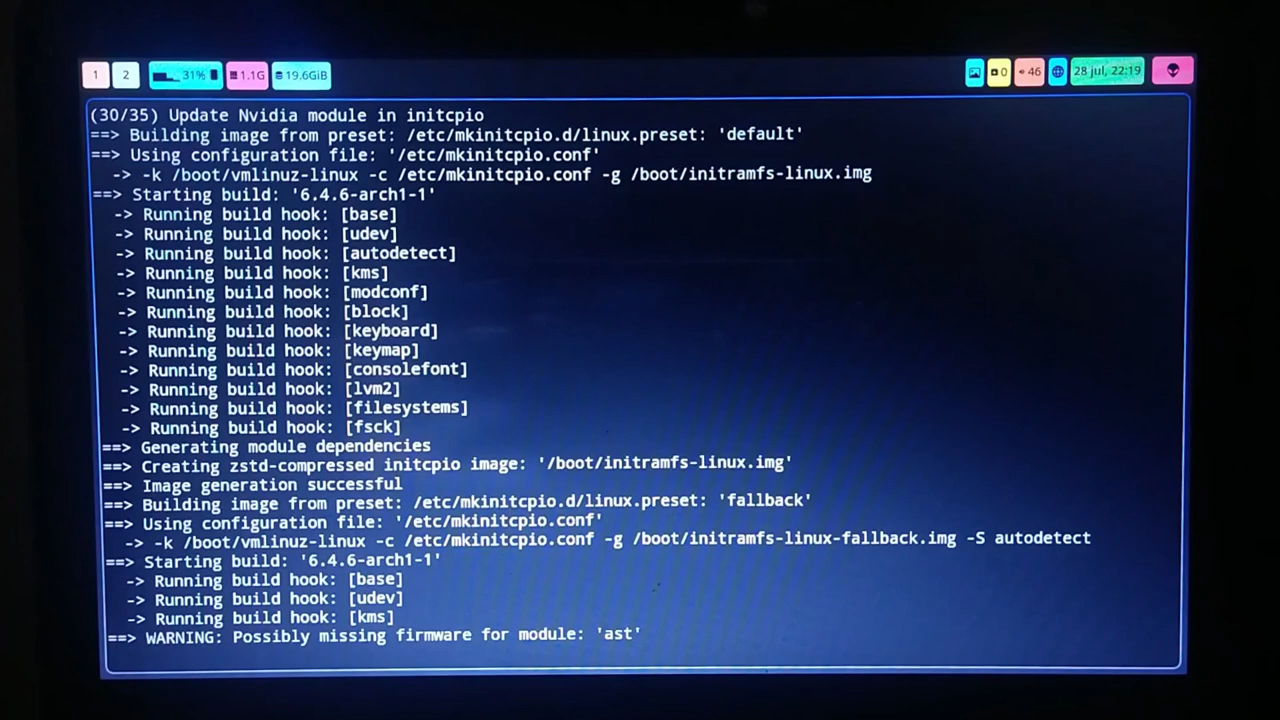 1 2 31% 1.1G 19.6GiB 0 46 28 jul, 22:19
(30/35) Update Nvidia module in initcpio
==> Building image from preset: /etc/mkinitcpio.d/linux.preset: 'default'
==> Using configuration file: '/etc/mkinitcpio.conf'
-> -k /boot/vmlinuz-linux -c /etc/mkinitcpio.conf -g /boot/initramfs-linux.img
==> Starting build: '6.4.6-arch1-1'
-> Running build hook: [base]
-> Running build hook: [udev]
-> Running build hook: [autodetect]
-> Running build hook: [kms]
-> Running build hook: [modconf]
-> Running build hook: [block]
-> Running build hook: [keyboard]
-> Running build hook: [keymap]
-> Running build hook: [consolefont]
-> Running build hook: [lvm2]
-> Running build hook: [filesystems]
-> Running build hook: [fsck]
==> Generating module dependencies
==> Creating zstd-compressed initcpio image: '/boot/initramfs-linux.img'
==> Image generation successful
==> Building image from preset: /etc/mkinitcpio.d/linux.preset: 'fallback'
==> Using configuration file: '/etc/mkinitcpio.conf'
-> -k /boot/vmlinuz-linux -c /etc/mkinitcpio.conf -g /boot/initramfs-linux-fallback.img -S autodetect
==> Starting build: '6.4.6-arch1-1'
-> Running build hook: [base]
-> Running build hook: [udev]
-> Running build hook: [kms]
==> WARNING: Possibly missing firmware for module: 'ast'